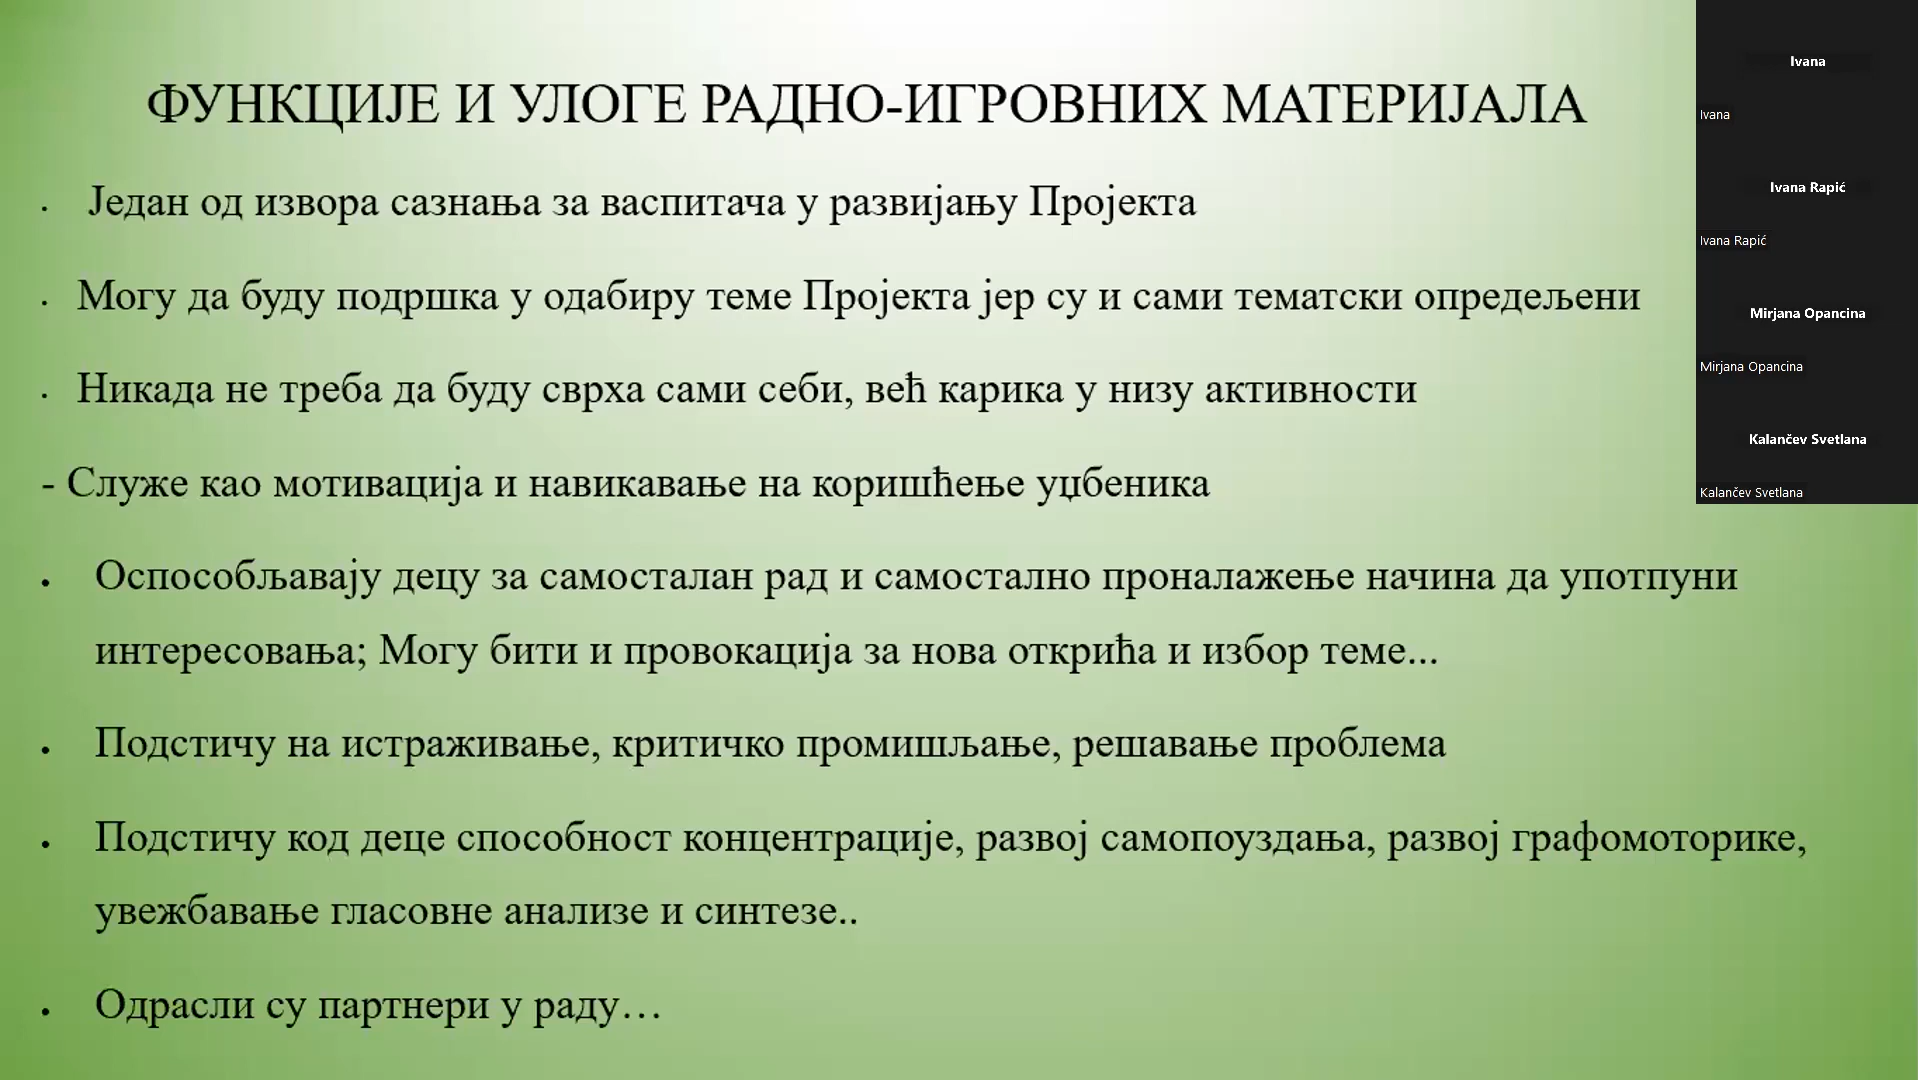 ФУНКЦИЈЕ И УЛОГЕ РАДНО-ИГРОВНИХ МАТЕРИЈАЛА
• Један од извора сазнања за васпитача у развијању Пројекта
• Могу да буду подршка у одабиру теме Пројекта јер су и сами тематски опредељени
• Никада не треба да буду сврха сами себи, већ карика у низу активности
- Служе као мотивација и навикавање на коришћење уџбеника
• Оспособљавају децу за самосталан рад и самостално проналажење начина да употпуни
интересовања; Могу бити и провокација за нова открића и избор теме...
• Подстичу на истраживање, критичко промишљање, решавање проблема
• Подстичу код деце способност концентрације, развој самопоуздања, развој графомоторике,
увежбавање гласовне анализе и синтезе..
• Одрасли су партнери у раду…
Ivana
Ivana
Ivana Rapić
Ivana Rapić
Mirjana Opancina
Mirjana Opancina
Kalančev Svetlana
Kalančev Svetlana